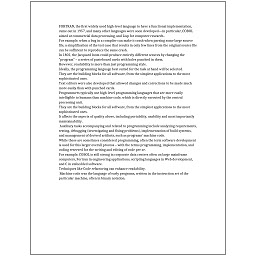 FORTRAN, the first widely used high-level language to have a functional implementation,
came out in 1957, and many other languages were soon developed—in particular, COBOL
aimed at commercial data processing, and Lisp for computer research.
For example, when a bug in a compiler can make it crash when parsing some large source
file, a simplification of the test case that results in only few lines from the original source file
can be sufficient to reproduce the same crash.
In 1801, the Jacquard loom could produce entirely different weaves by changing the
"program" – a series of pasteboard cards with holes punched in them.
However, readability is more than just programming style.
Ideally, the programming language best suited for the task at hand will be selected.
They are the building blocks for all software, from the simplest applications to the most
sophisticated ones.
Text editors were also developed that allowed changes and corrections to be made much
more easily than with punched cards.
Programmers typically use high-level programming languages that are more easily
intelligible to humans than machine code, which is directly executed by the central
processing unit.
They are the building blocks for all software, from the simplest applications to the most
sophisticated ones.
It affects the aspects of quality above, including portability, usability and most importantly
maintainability.
Auxiliary tasks accompanying and related to programming include analyzing requirements,
testing, debugging (investigating and fixing problems), implementation of build systems,
and management of derived artifacts, such as programs' machine code.
While these are sometimes considered programming, often the term software development
is used for this larger overall process – with the terms programming, implementation, and
coding reserved for the writing and editing of code per se.
For example, COBOL is still strong in corporate data centers often on large mainframe
computers, Fortran in engineering applications, scripting languages in Web development,
and C in embedded software.
Techniques like Code refactoring can enhance readability.
Machine code was the language of early programs, written in the instruction set of the
particular machine, often in binary notation.